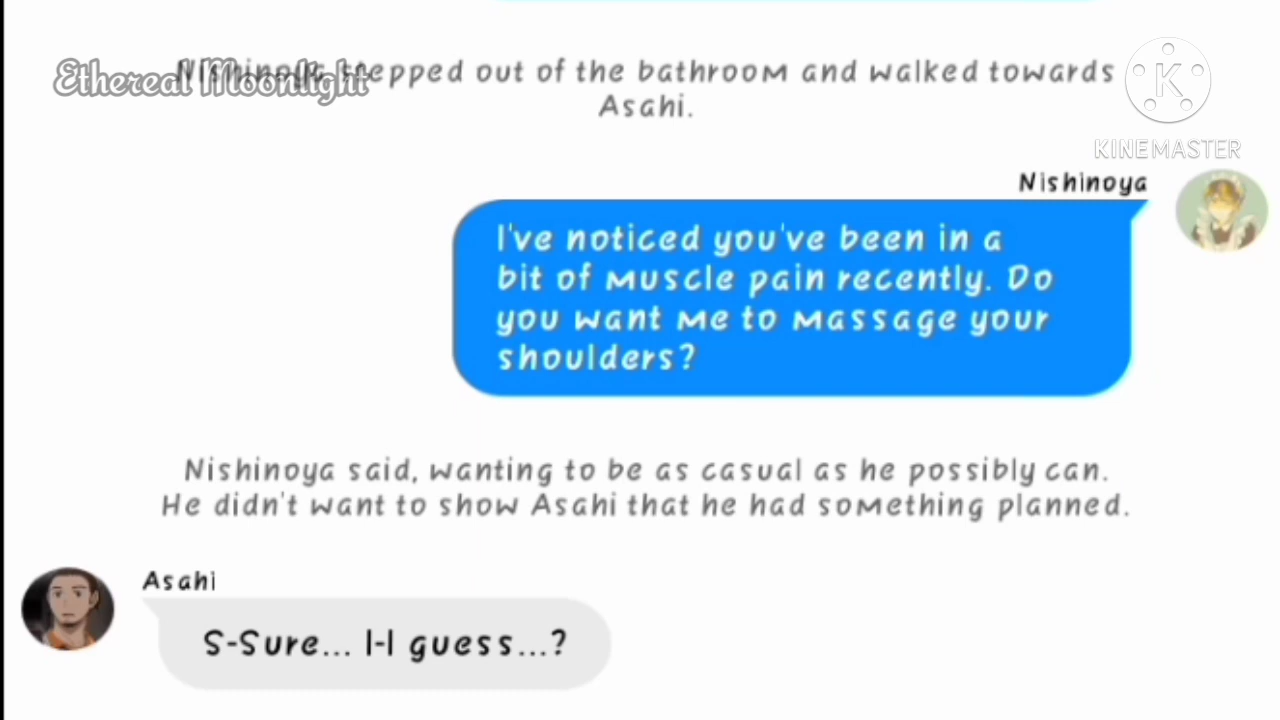 Ethereal Moonlight
Nishinoya stepped out of the bathroom and walked towards
Asahi.
K
KINEMASTER
Nishinoya
I've noticed you've been in a
bit of muscle pain recently. Do
you want me to massage your
shoulders?
Nishinoya said, wanting to be as casual as he possibly can.
He didn't want to show Asahi that he had something planned.
Asahi
S-Sure... I-I guess...?